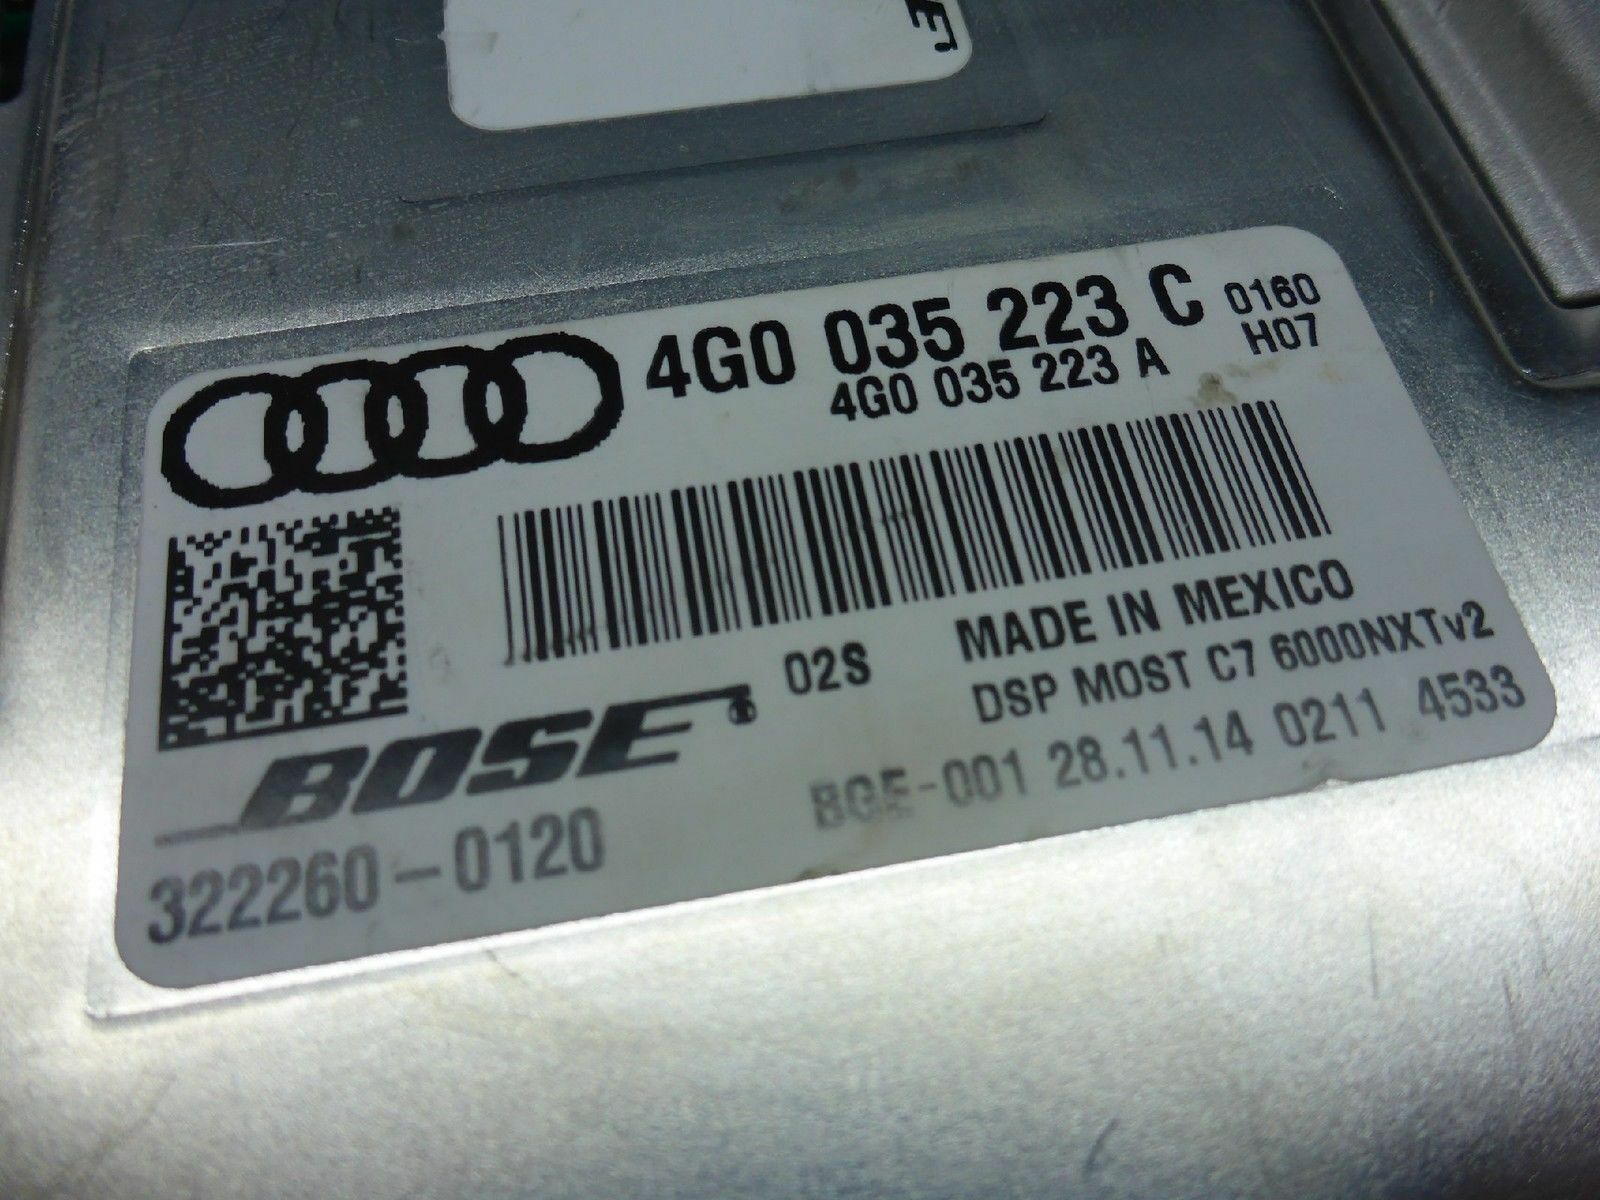 4G0 035 223 C 0160
4G0 035 223 A H07
02S
MADE IN MEXICO
DSP MOST C7 6000NXTv2
BOSE
BGE-001 28.11.14 0211 4533
322260-0120